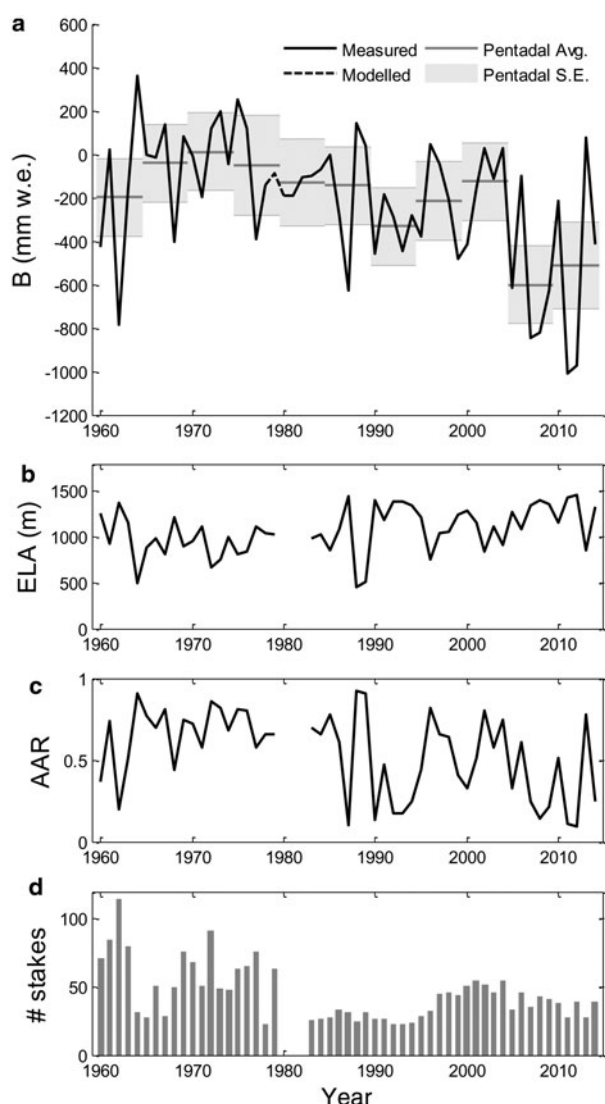 a
600
400
200
0
-200
-400
-600
-800
-1000
-1200
B (mm w.e.)
Measured
Pentadal Avg.
Modelled
Pentadal S.E.
1960 1970 1980 1990 2000 2010
b
1500
1000
500
0
ELA (m)
1960 1970 1980 1990 2000 2010
c
1
0.5
0
AAR
1960 1970 1980 1990 2000 2010
d
100
50
0
# stakes
1960 1970 1980 1990 2000 2010
Year